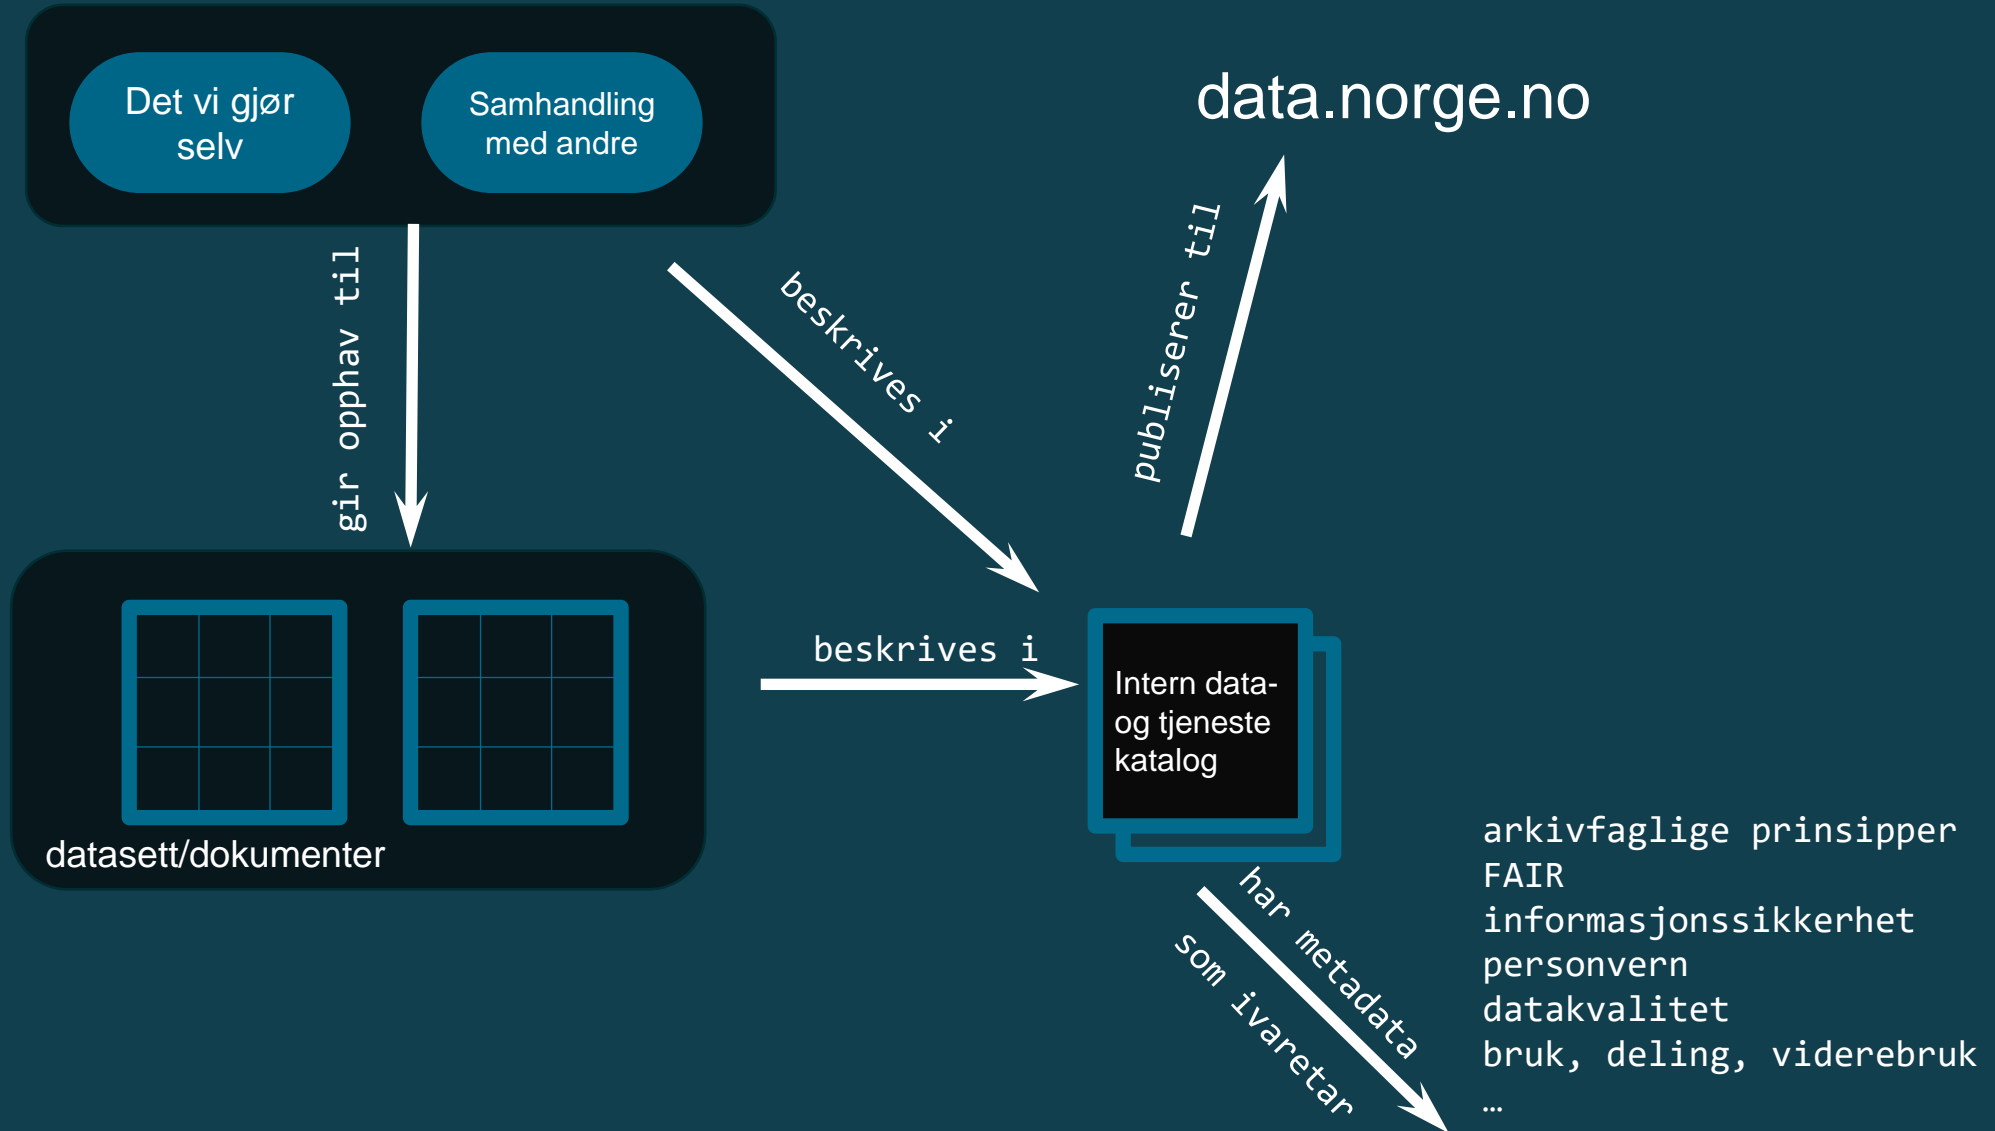 Det vi gjør
selv
Samhandling
med andre
data.norge.no
gir opphav til
beskrives i
publiserer til
datasett/dokumenter
beskrives i
Intern data-
og tjeneste
katalog
har metadata
som ivaretar
arkivfaglige prinsipper
FAIR
informasjonssikkerhet
personvern
datakvalitet
bruk, deling, viderebruk
…